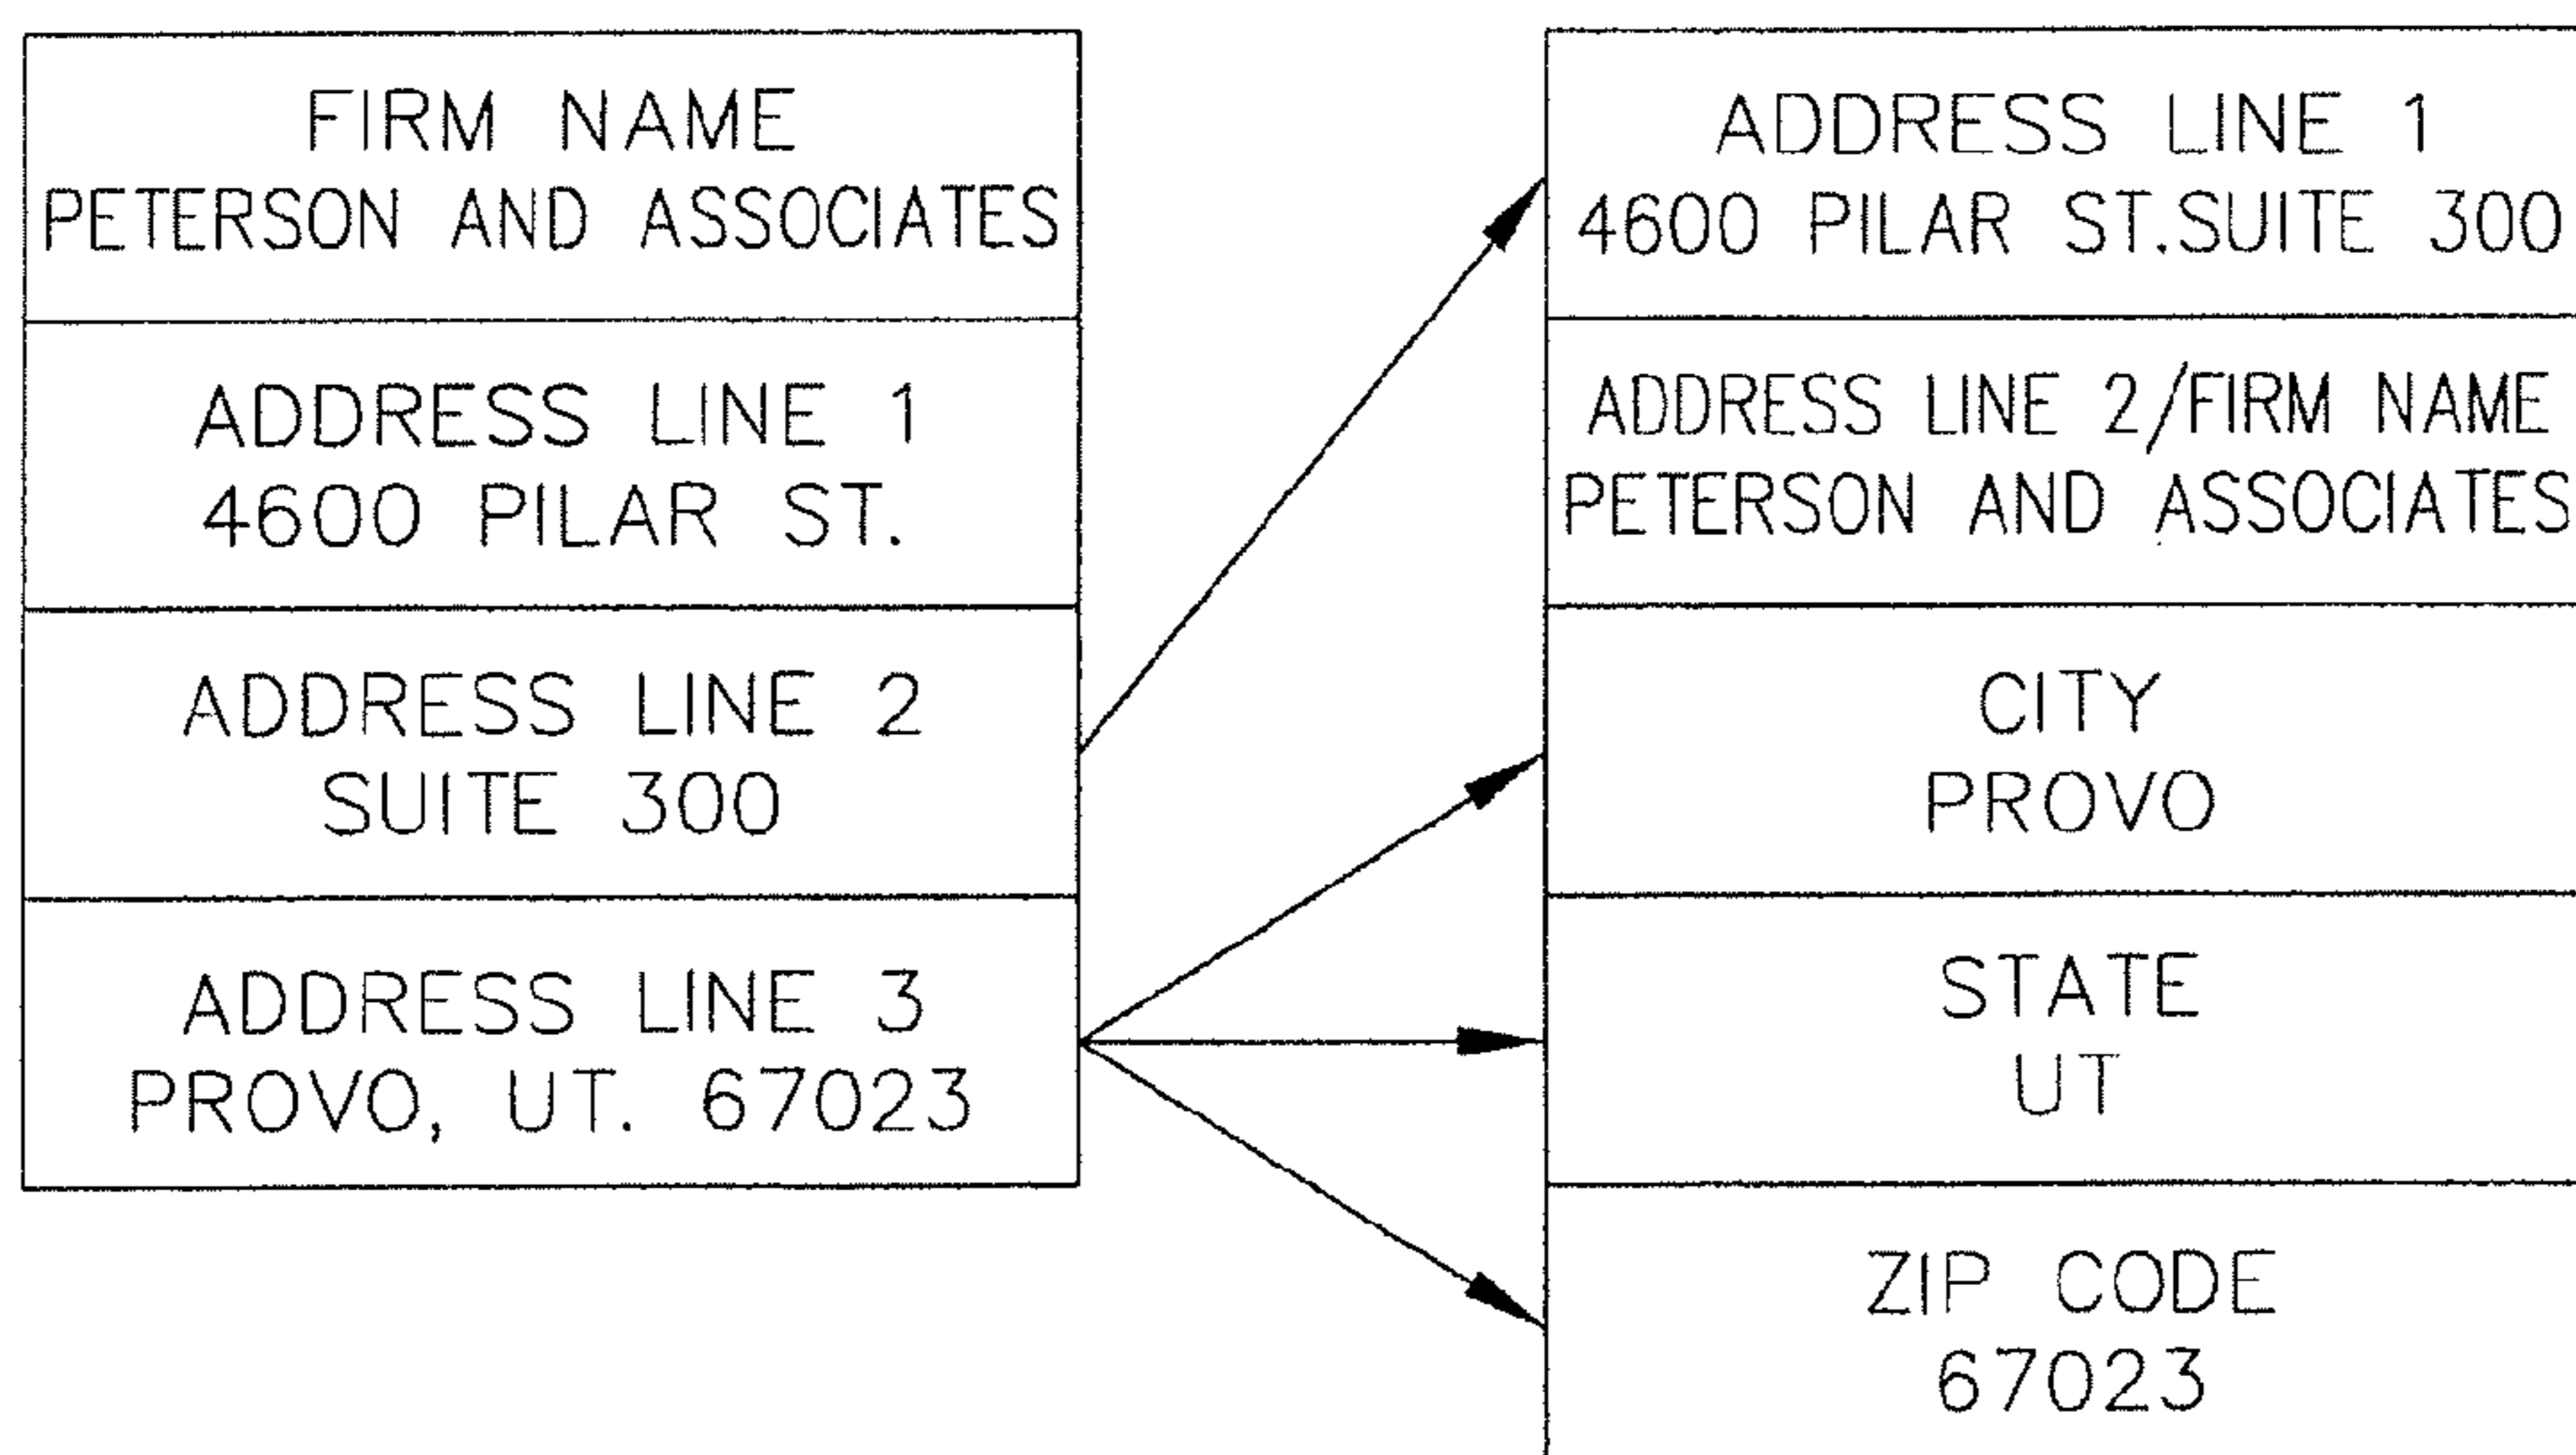 FIRM NAME
PETERSON AND ASSOCIATES
ADDRESS LINE 1
4600 PILAR ST.
ADDRESS LINE 2
SUITE 300
ADDRESS LINE 3
PROVO, UT. 67023
ADDRESS LINE 1
4600 PILAR ST.SUITE 300
ADDRESS LINE 2/FIRM NAME
PETERSON AND ASSOCIATES
CITY
PROVO
STATE
UT
ZIP CODE
67023